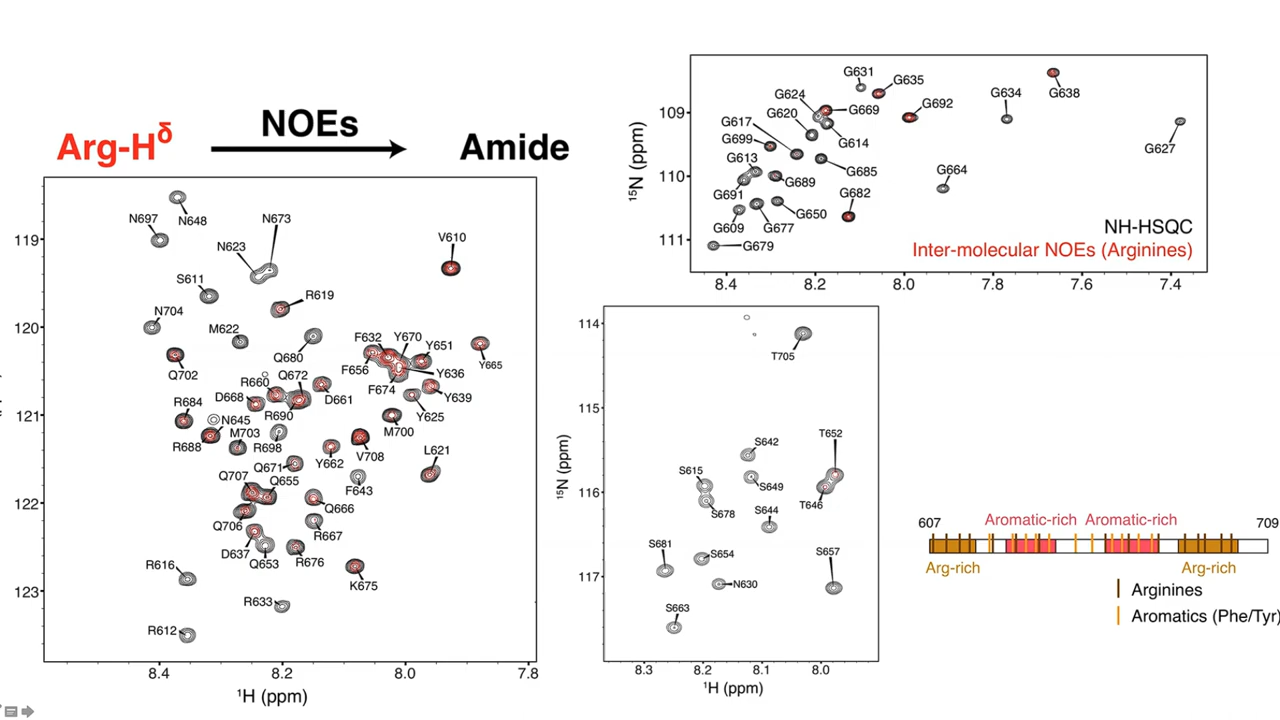 Arg-Hδ
NOEs
Amide
119
120
121
122
123
8.4
8.2
8.0
7.8
¹H (ppm)
N697
N648
N673
N623
V610
S611
R619
N704
M622
Q680
F632
Y670
Y651
Q702
F656
Y636
Y665
R660
Q672
F674
D668
D661
Y639
R690
Y625
R684
N645
R688
M703
R698
M700
V708
Y662
L621
Q671
F643
Q707
Q655
Q666
Q706
R667
D637
Q653
R676
R616
K675
R633
R612
¹⁵N (ppm)
109
110
111
8.4
8.2
8.0
7.8
7.6
7.4
G631
G635
G624
G669
G692
G634
G638
G620
G617
G699
G614
G627
G613
G685
G664
G689
G691
G682
G650
G609
G677
G679
NH-HSQC
Inter-molecular NOEs (Arginines)
¹⁵N (ppm)
114
115
116
117
8.3
8.2
8.1
8.0
¹H (ppm)
T705
S642
T652
S615
S649
T646
S678
S644
S681
S654
S657
N630
S663
607
Aromatic-rich
Aromatic-rich
709
Arg-rich
Arg-rich
Arginines
Aromatics (Phe/Tyr)